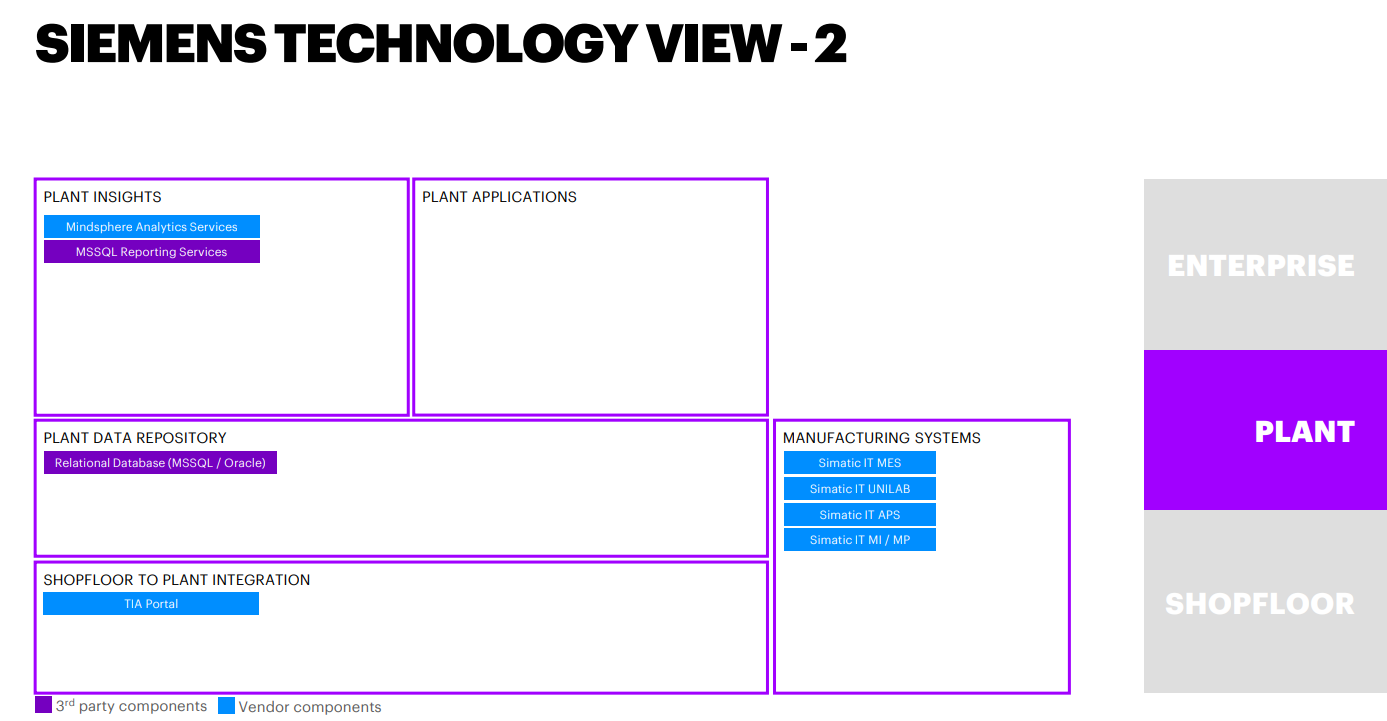 SIEMENS TECHNOLOGY VIEW - 2
PLANT INSIGHTS
Mindsphere Analytics Services
MSSQL Reporting Services
PLANT APPLICATIONS
PLANT DATA REPOSITORY
Relational Database (MSSQL / Oracle)
MANUFACTURING SYSTEMS
Simatic IT MES
Simatic IT UNILAB
Simatic IT APS
Simatic IT MI / MP
SHOPFLOOR TO PLANT INTEGRATION
TIA Portal
ENTERPRISE
PLANT
SHOPFLOOR
3rd party components
Vendor components